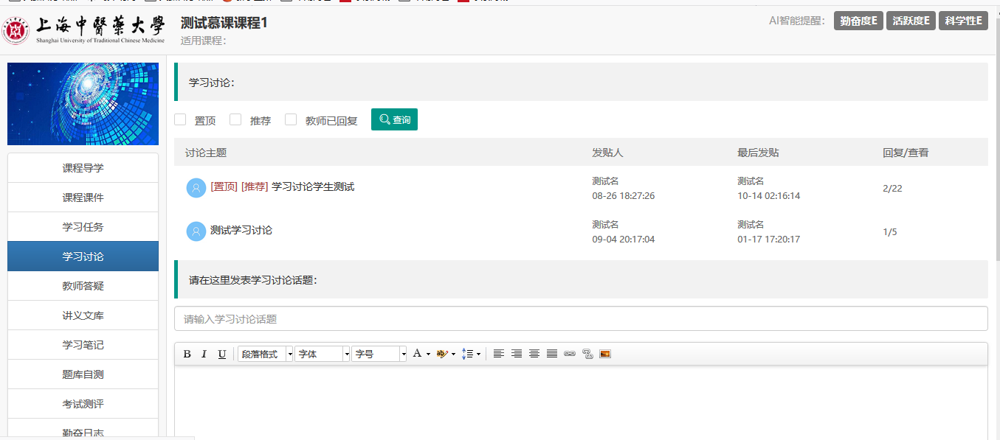 上海中醫藥大學
Shanghai University of Traditional Chinese Medicine
测试慕课课程1
适用课程：
AI智能提醒： 勤奋度E 活跃度E 科学性E
课程导学
课程课件
学习任务
学习讨论
教师答疑
讲义文库
学习笔记
题库自测
考试测评
勤奋日志
学习讨论：
置顶 推荐 教师已回复 查询
讨论主题 发贴人 最后发贴 回复/查看
[置顶] [推荐] 学习讨论学生测试 测试名 测试名 2/22
08-26 18:27:26 10-14 02:16:14
测试学习讨论 测试名 测试名 1/5
09-04 20:17:04 01-17 17:20:17
请在这里发表学习讨论话题：
请输入学习讨论话题
B I U 段落格式 字体 字号 A ab